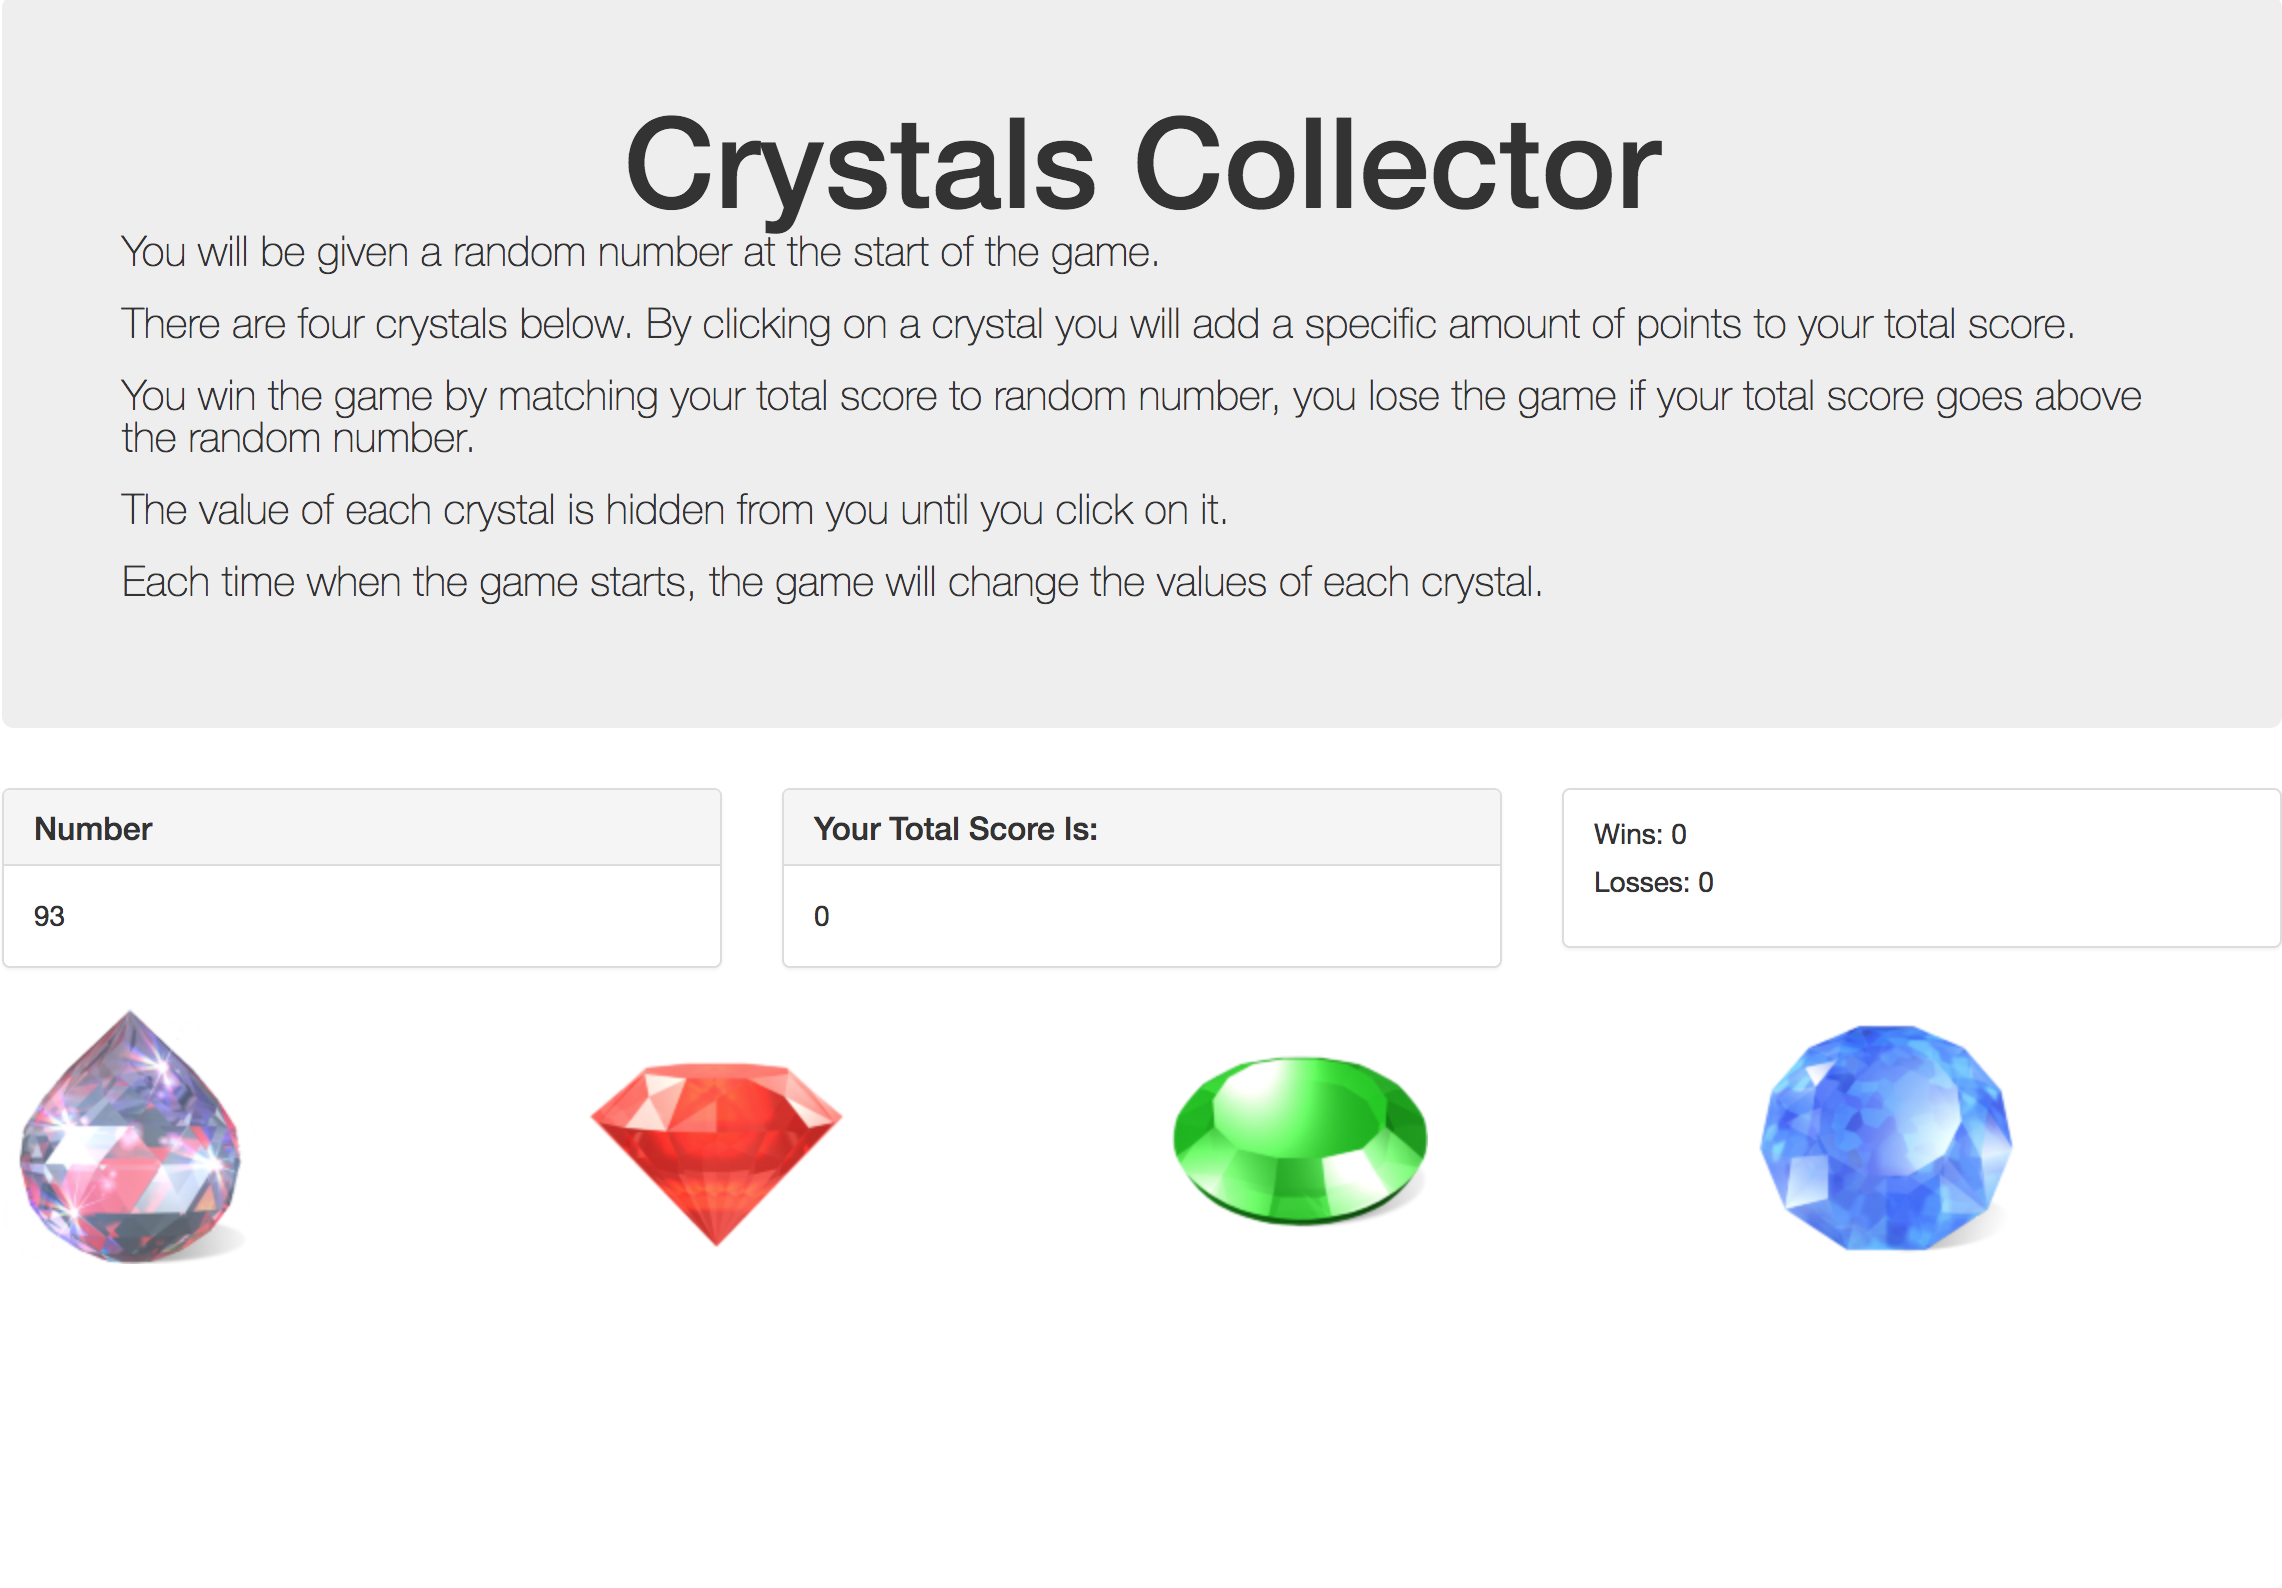 Crystals Collector
You will be given a random number at the start of the game.
There are four crystals below. By clicking on a crystal you will add a specific amount of points to your total score.
You win the game by matching your total score to random number, you lose the game if your total score goes above
the random number.
The value of each crystal is hidden from you until you click on it.
Each time when the game starts, the game will change the values of each crystal.
Number
93
Your Total Score Is:
0
Wins: 0
Losses: 0